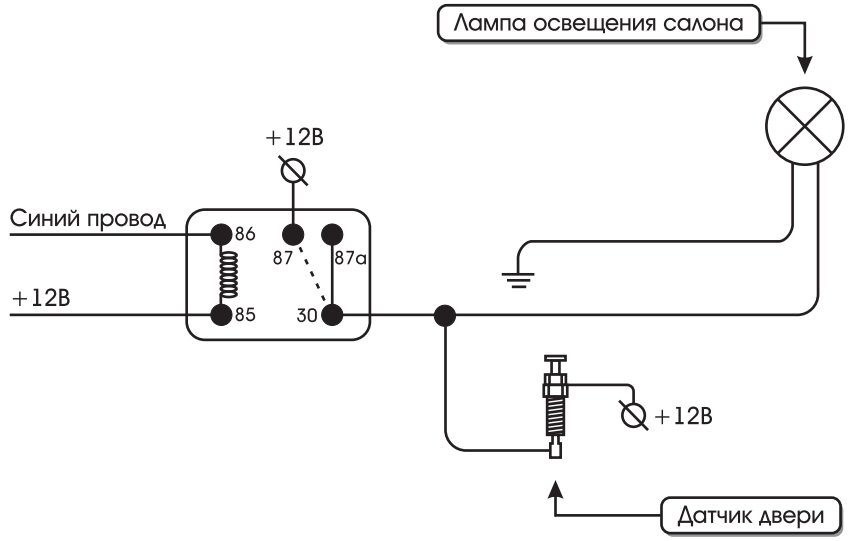 Лампа освещения салона
+12В
Синий провод
86
87
87a
+12В
85
30
+12В
Датчик двери